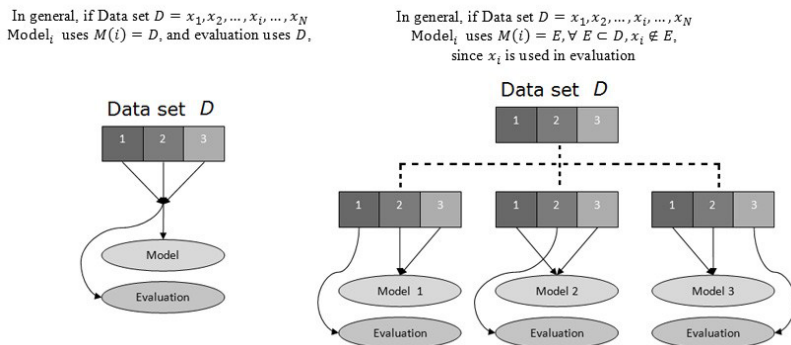 In general, if Data set D = x₁, x₂, ..., xᵢ, ..., x_N
Modelᵢ uses M(i) = D, and evaluation uses D,
Data set D
1 2 3
Model
Evaluation
In general, if Data set D = x₁, x₂, ..., xᵢ, ..., x_N
Modelᵢ uses M(i) = E, ∀ E ⊂ D, xᵢ ∉ E,
since xᵢ is used in evaluation
Data set D
1 2 3
1 2 3
1 2 3
1 2 3
Model 1
Model 2
Model 3
Evaluation
Evaluation
Evaluation